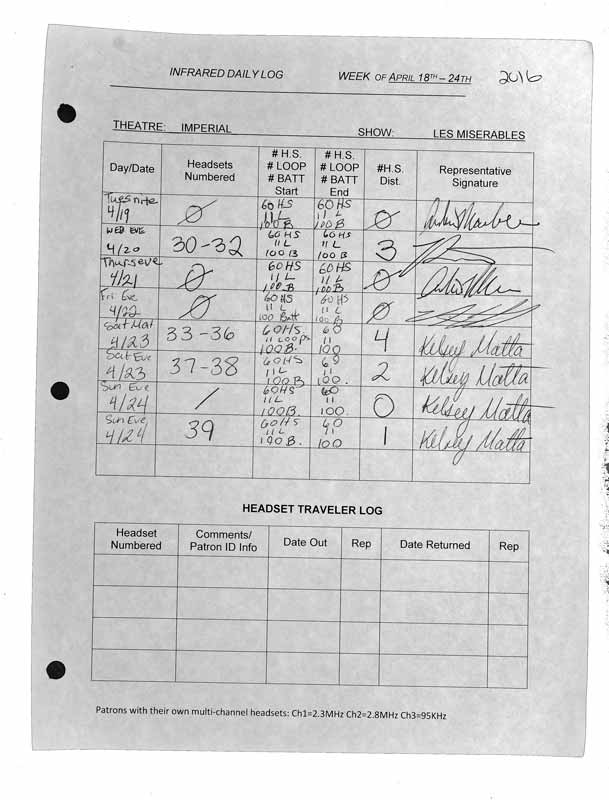 INFRARED DAILY LOG WEEK OF APRIL 18TH – 24TH 2016
THEATRE: IMPERIAL SHOW: LES MISERABLES
Day/Date Headsets Numbered # H.S. # LOOP # BATT Start # H.S. # LOOP # BATT End #H.S. Dist. Representative Signature
Tues nite 4/19 Ø 60 HS 11 L 100 B 60 HS 11 L 100 B Ø
WED EVE 4/20 30-32 60 HS 11 L 100 B 60 HS 11 L 100 B 3
Thurs eve 4/21 Ø 60 HS 11 L 100 B 60 HS 11 L 100 B Ø
Fri Eve 4/22 Ø 60 HS 11 L 100 Batt 60 HS 11 L 100 B Ø
Sat Mat 4/23 33-36 60 HS 11 Loops 100 B. 60 11 100 4 Kelsey Matta
Sat Eve 4/23 37-38 60 HS 11 L 100 B 60 11 100. 2 Kelsey Matta
Sun Eve 4/24 / 60 HS 11 L 100 B. 60 11 100. 0 Kelsey Matta
Sun Eve 4/24 39 60 HS 11 L 100 B. 60 11 100 1 Kelsey Matta
HEADSET TRAVELER LOG
Headset Numbered Comments/ Patron ID Info Date Out Rep Date Returned Rep
Patrons with their own multi-channel headsets: Ch1=2.3MHz Ch2=2.8MHz Ch3=95KHz